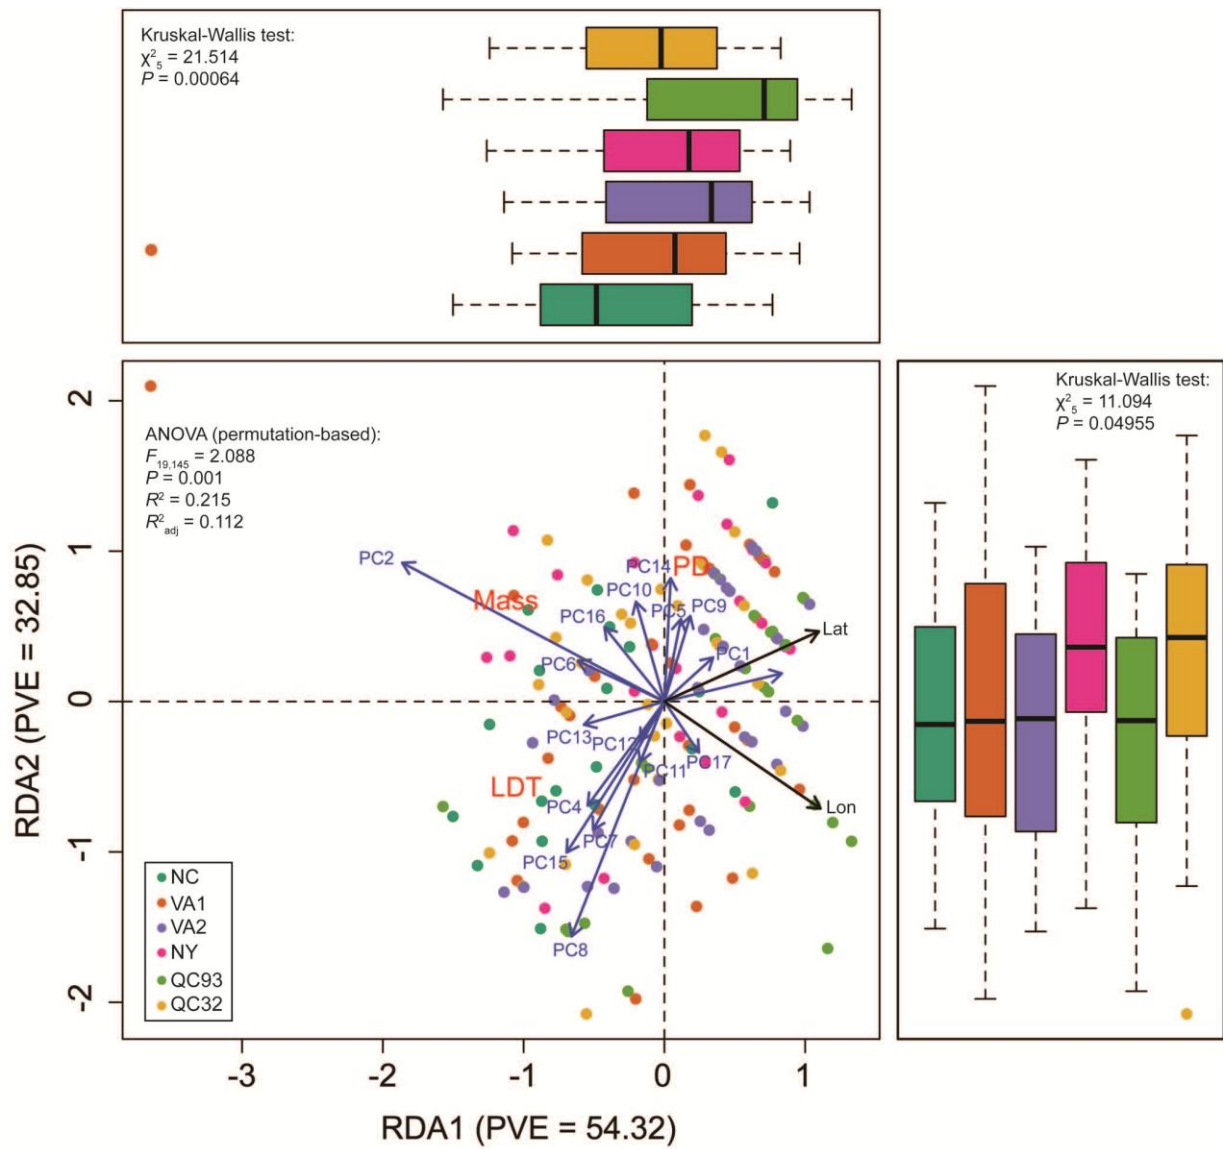 Kruskal-Wallis test:
χ²₅ = 21.514
P = 0.00064
Kruskal-Wallis test:
χ²₅ = 11.094
P = 0.04955
ANOVA (permutation-based):
F₁₉,₁₄₅ = 2.088
P = 0.001
R² = 0.215
R²adj = 0.112
PC2
Mass
PC14
PD
PC10
PC16
PC5
PC9
Lat
PC1
PC6
PC13
PC12
PC11
PC17
LDT
PC4
PC7
Lon
PC15
PC8
NC
VA1
VA2
NY
QC93
QC32
2
1
0
-1
-2
RDA2 (PVE = 32.85)
-3
-2
-1
0
1
RDA1 (PVE = 54.32)